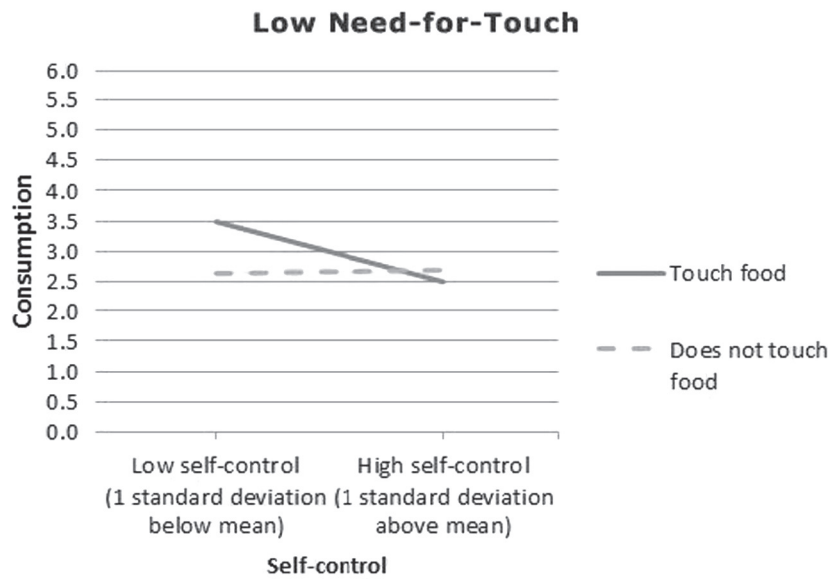 Low Need-for-Touch
Consumption
6.0
5.5
5.0
4.5
4.0
3.5
3.0
2.5
2.0
1.5
1.0
0.5
0.0
Low self-control
(1 standard deviation
below mean)
High self-control
(1 standard deviation
above mean)
Self-control
Touch food
Does not touch
food